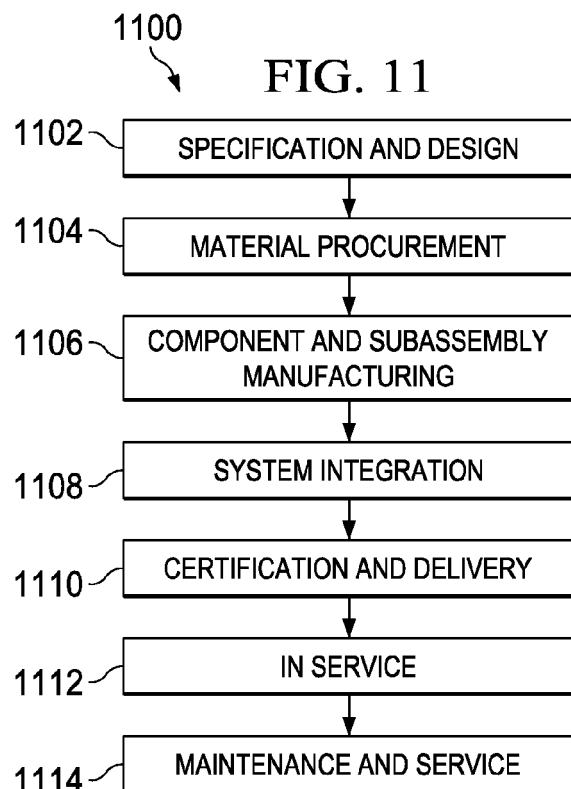 1100
FIG. 11
1102
SPECIFICATION AND DESIGN
1104
MATERIAL PROCUREMENT
1106
COMPONENT AND SUBASSEMBLY
MANUFACTURING
1108
SYSTEM INTEGRATION
1110
CERTIFICATION AND DELIVERY
1112
IN SERVICE
1114
MAINTENANCE AND SERVICE